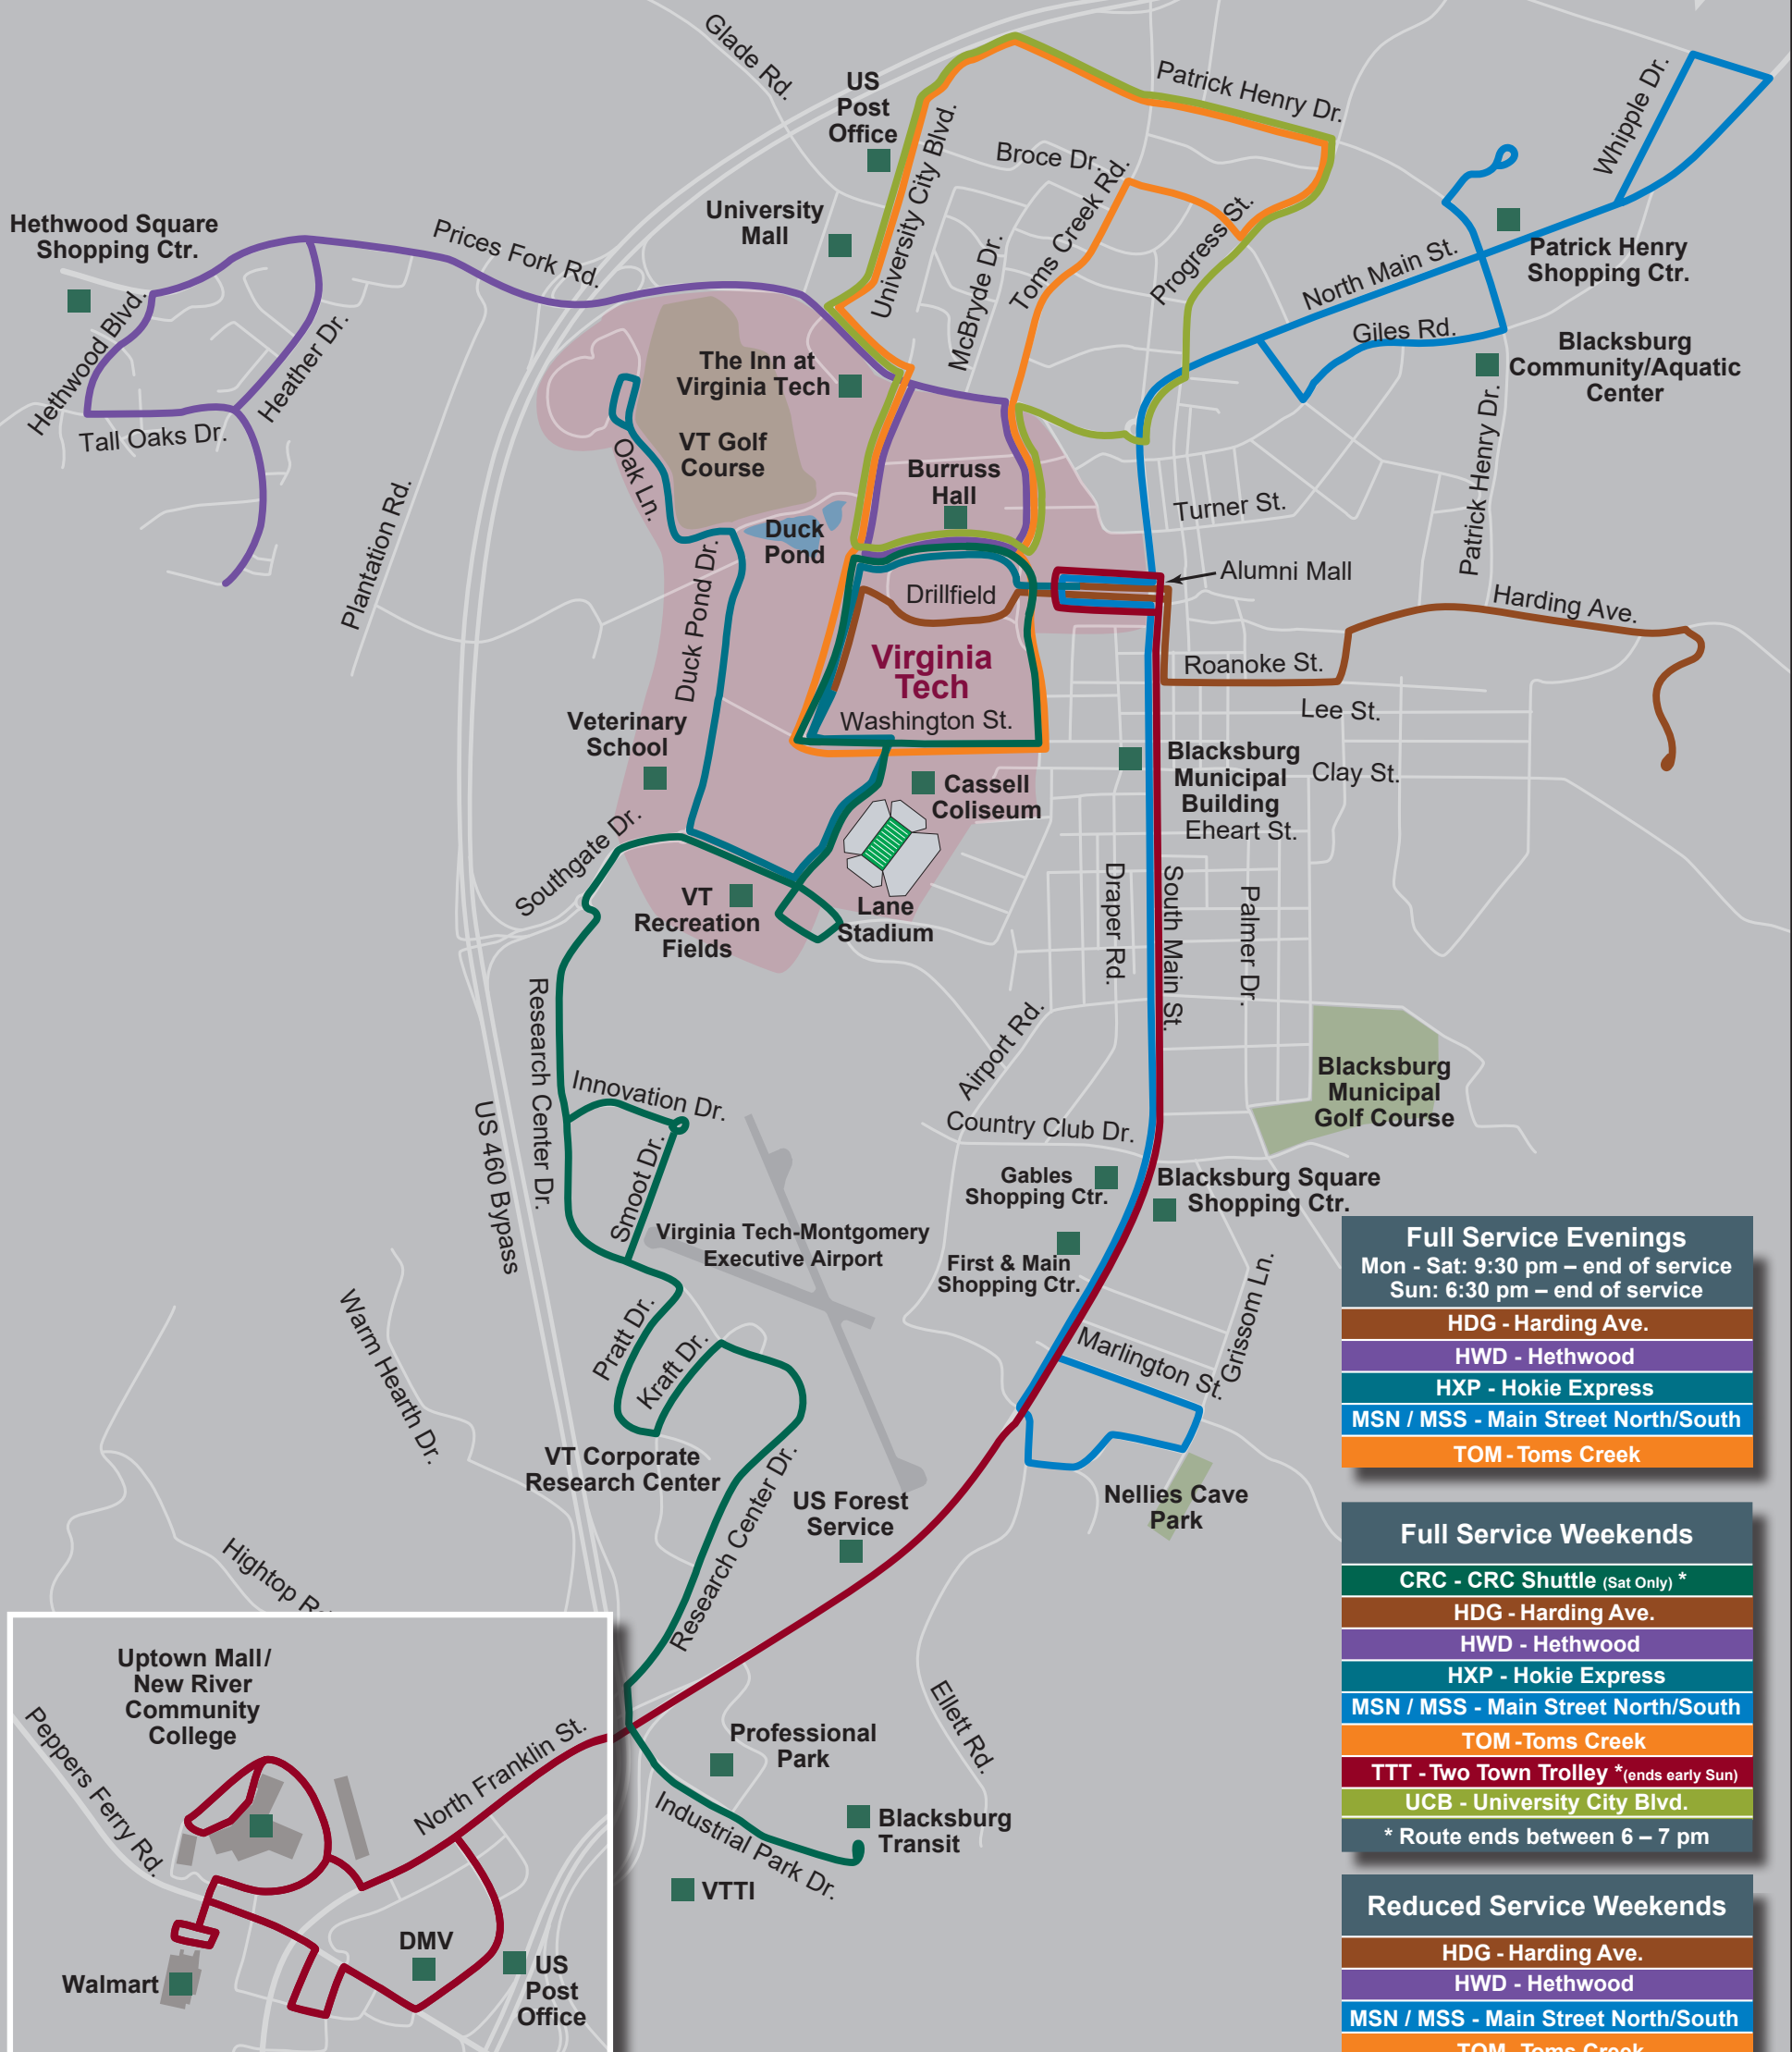 Glade Rd.
US
Post
Office
University City Blvd.
Patrick Henry Dr.
Broce Dr.
Toms Creek Rd.
Whipple Dr.
Hethwood Square
Shopping Ctr.
Prices Fork Rd.
University
Mall
McBryde Dr.
Progress St.
North Main St.
Patrick Henry
Shopping Ctr.
Hethwood Blvd.
Heather Dr.
Tall Oaks Dr.
The Inn at
Virginia Tech
Giles Rd.
Blacksburg
Community/Aquatic
Center
VT Golf
Course
Oak Ln.
Burruss
Hall
Turner St.
Patrick Henry Dr.
Plantation Rd.
Duck
Pond
Duck Pond Dr.
Drillfield
Alumni Mall
Harding Ave.
Virginia
Tech
Roanoke St.
Washington St.
Lee St.
Veterinary
School
Cassell
Coliseum
Blacksburg
Municipal
Building
Clay St.
Eheart St.
Southgate Dr.
VT
Recreation
Fields
Lane
Stadium
Draper Rd.
South Main St.
Palmer Dr.
Research Center Dr.
Airport Rd.
Blacksburg
Municipal
Golf Course
Innovation Dr.
US 460 Bypass
Smoot Dr.
Country Club Dr.
Gables
Shopping Ctr.
Blacksburg Square
Shopping Ctr.
Virginia Tech-Montgomery
Executive Airport
First & Main
Shopping Ctr.
Grissom Ln.
Warm Hearth Dr.
Pratt Dr.
Kraft Dr.
Marlington St.
VT Corporate
Research Center
Research Center Dr.
US Forest
Service
Nellies Cave
Park
Hightop
Ellett Rd.
Professional
Park
Industrial Park Dr.
Blacksburg
Transit
VTTI
Uptown Mall/
New River
Community
College
Peppers Ferry Rd.
North Franklin St.
DMV
US
Post
Office
Walmart
Full Service Evenings
Mon - Sat: 9:30 pm – end of service
Sun: 6:30 pm – end of service
HDG - Harding Ave.
HWD - Hethwood
HXP - Hokie Express
MSN / MSS - Main Street North/South
TOM - Toms Creek
Full Service Weekends
CRC - CRC Shuttle (Sat Only) *
HDG - Harding Ave.
HWD - Hethwood
HXP - Hokie Express
MSN / MSS - Main Street North/South
TOM -Toms Creek
TTT - Two Town Trolley *(ends early Sun)
UCB - University City Blvd.
* Route ends between 6 – 7 pm
Reduced Service Weekends
HDG - Harding Ave.
HWD - Hethwood
MSN / MSS - Main Street North/South
TOM - Toms Creek